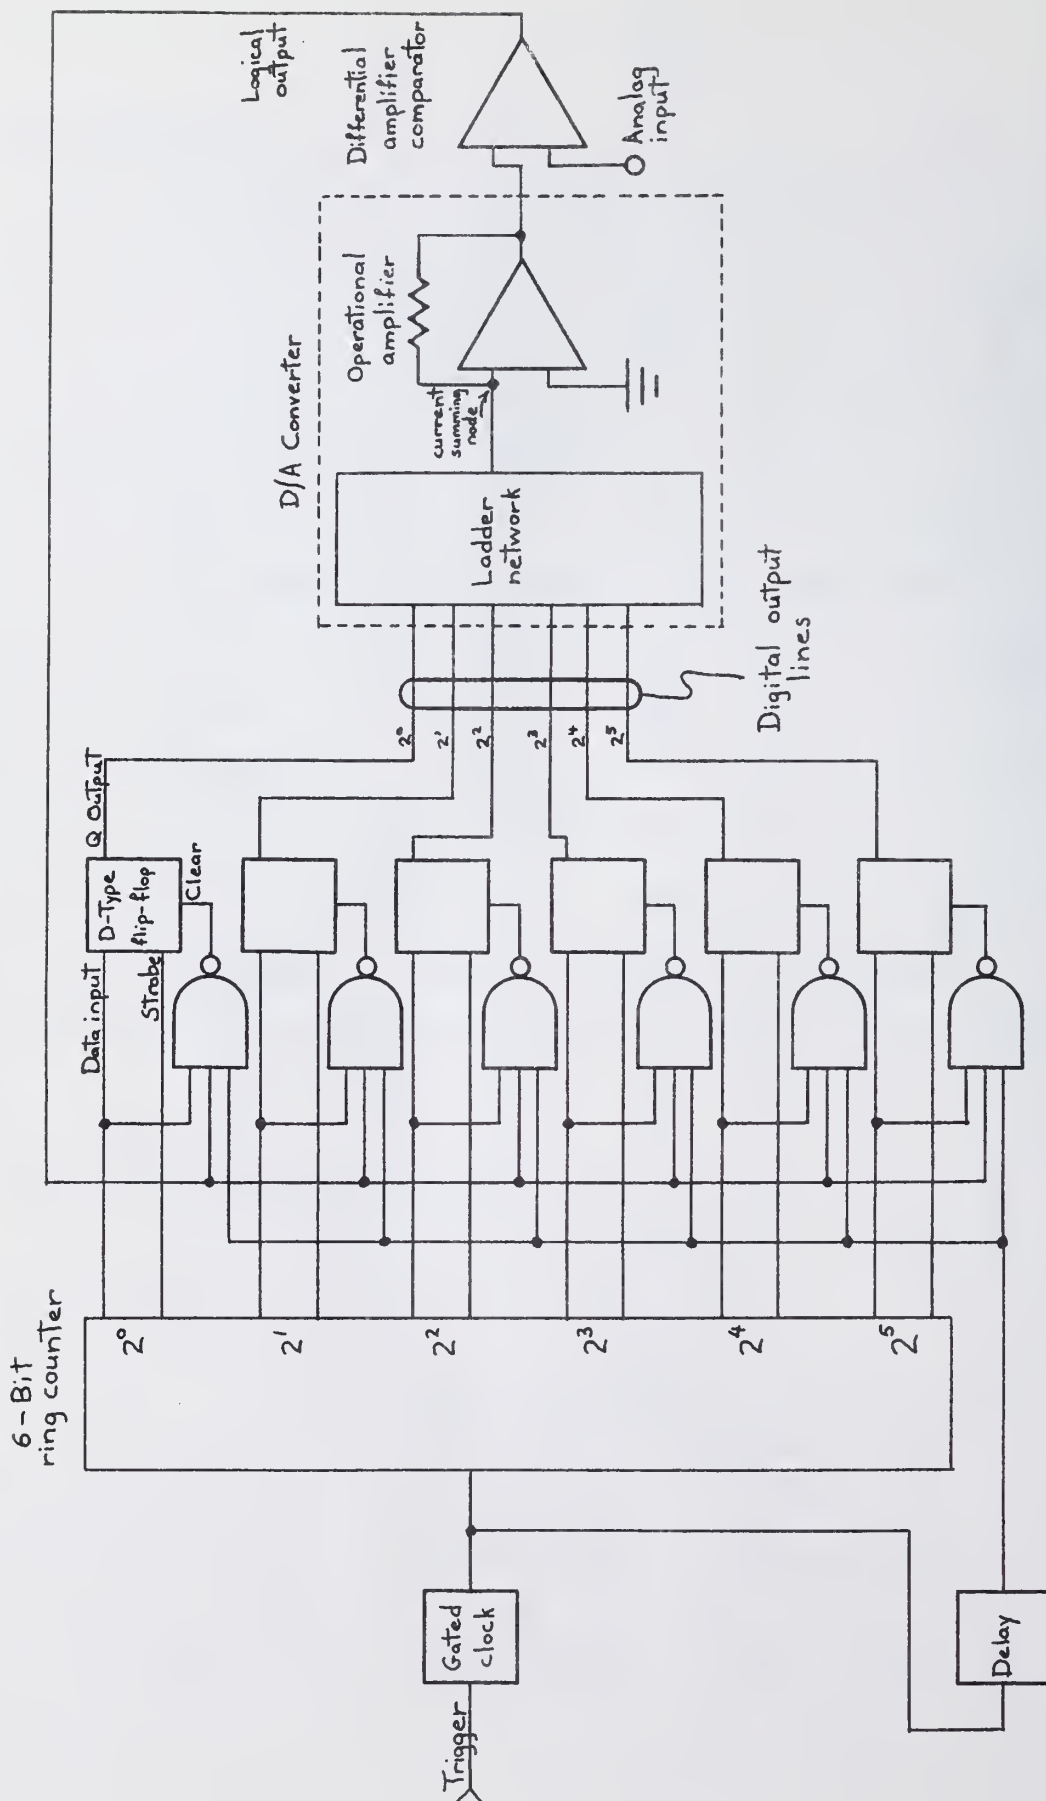 Trigger
Gated
clock
Delay
6-Bit
ring counter
2⁰
2¹
2²
2³
2⁴
2⁵
Data input
Strobe
D-Type
flip-flop
Clear
Q Output
2⁰
2¹
2²
2³
2⁴
2⁵
Digital output
lines
D/A Converter
Ladder
network
current
summing
node
Operational
amplifier
Differential
amplifier
comparator
Logical
output
Analog
input